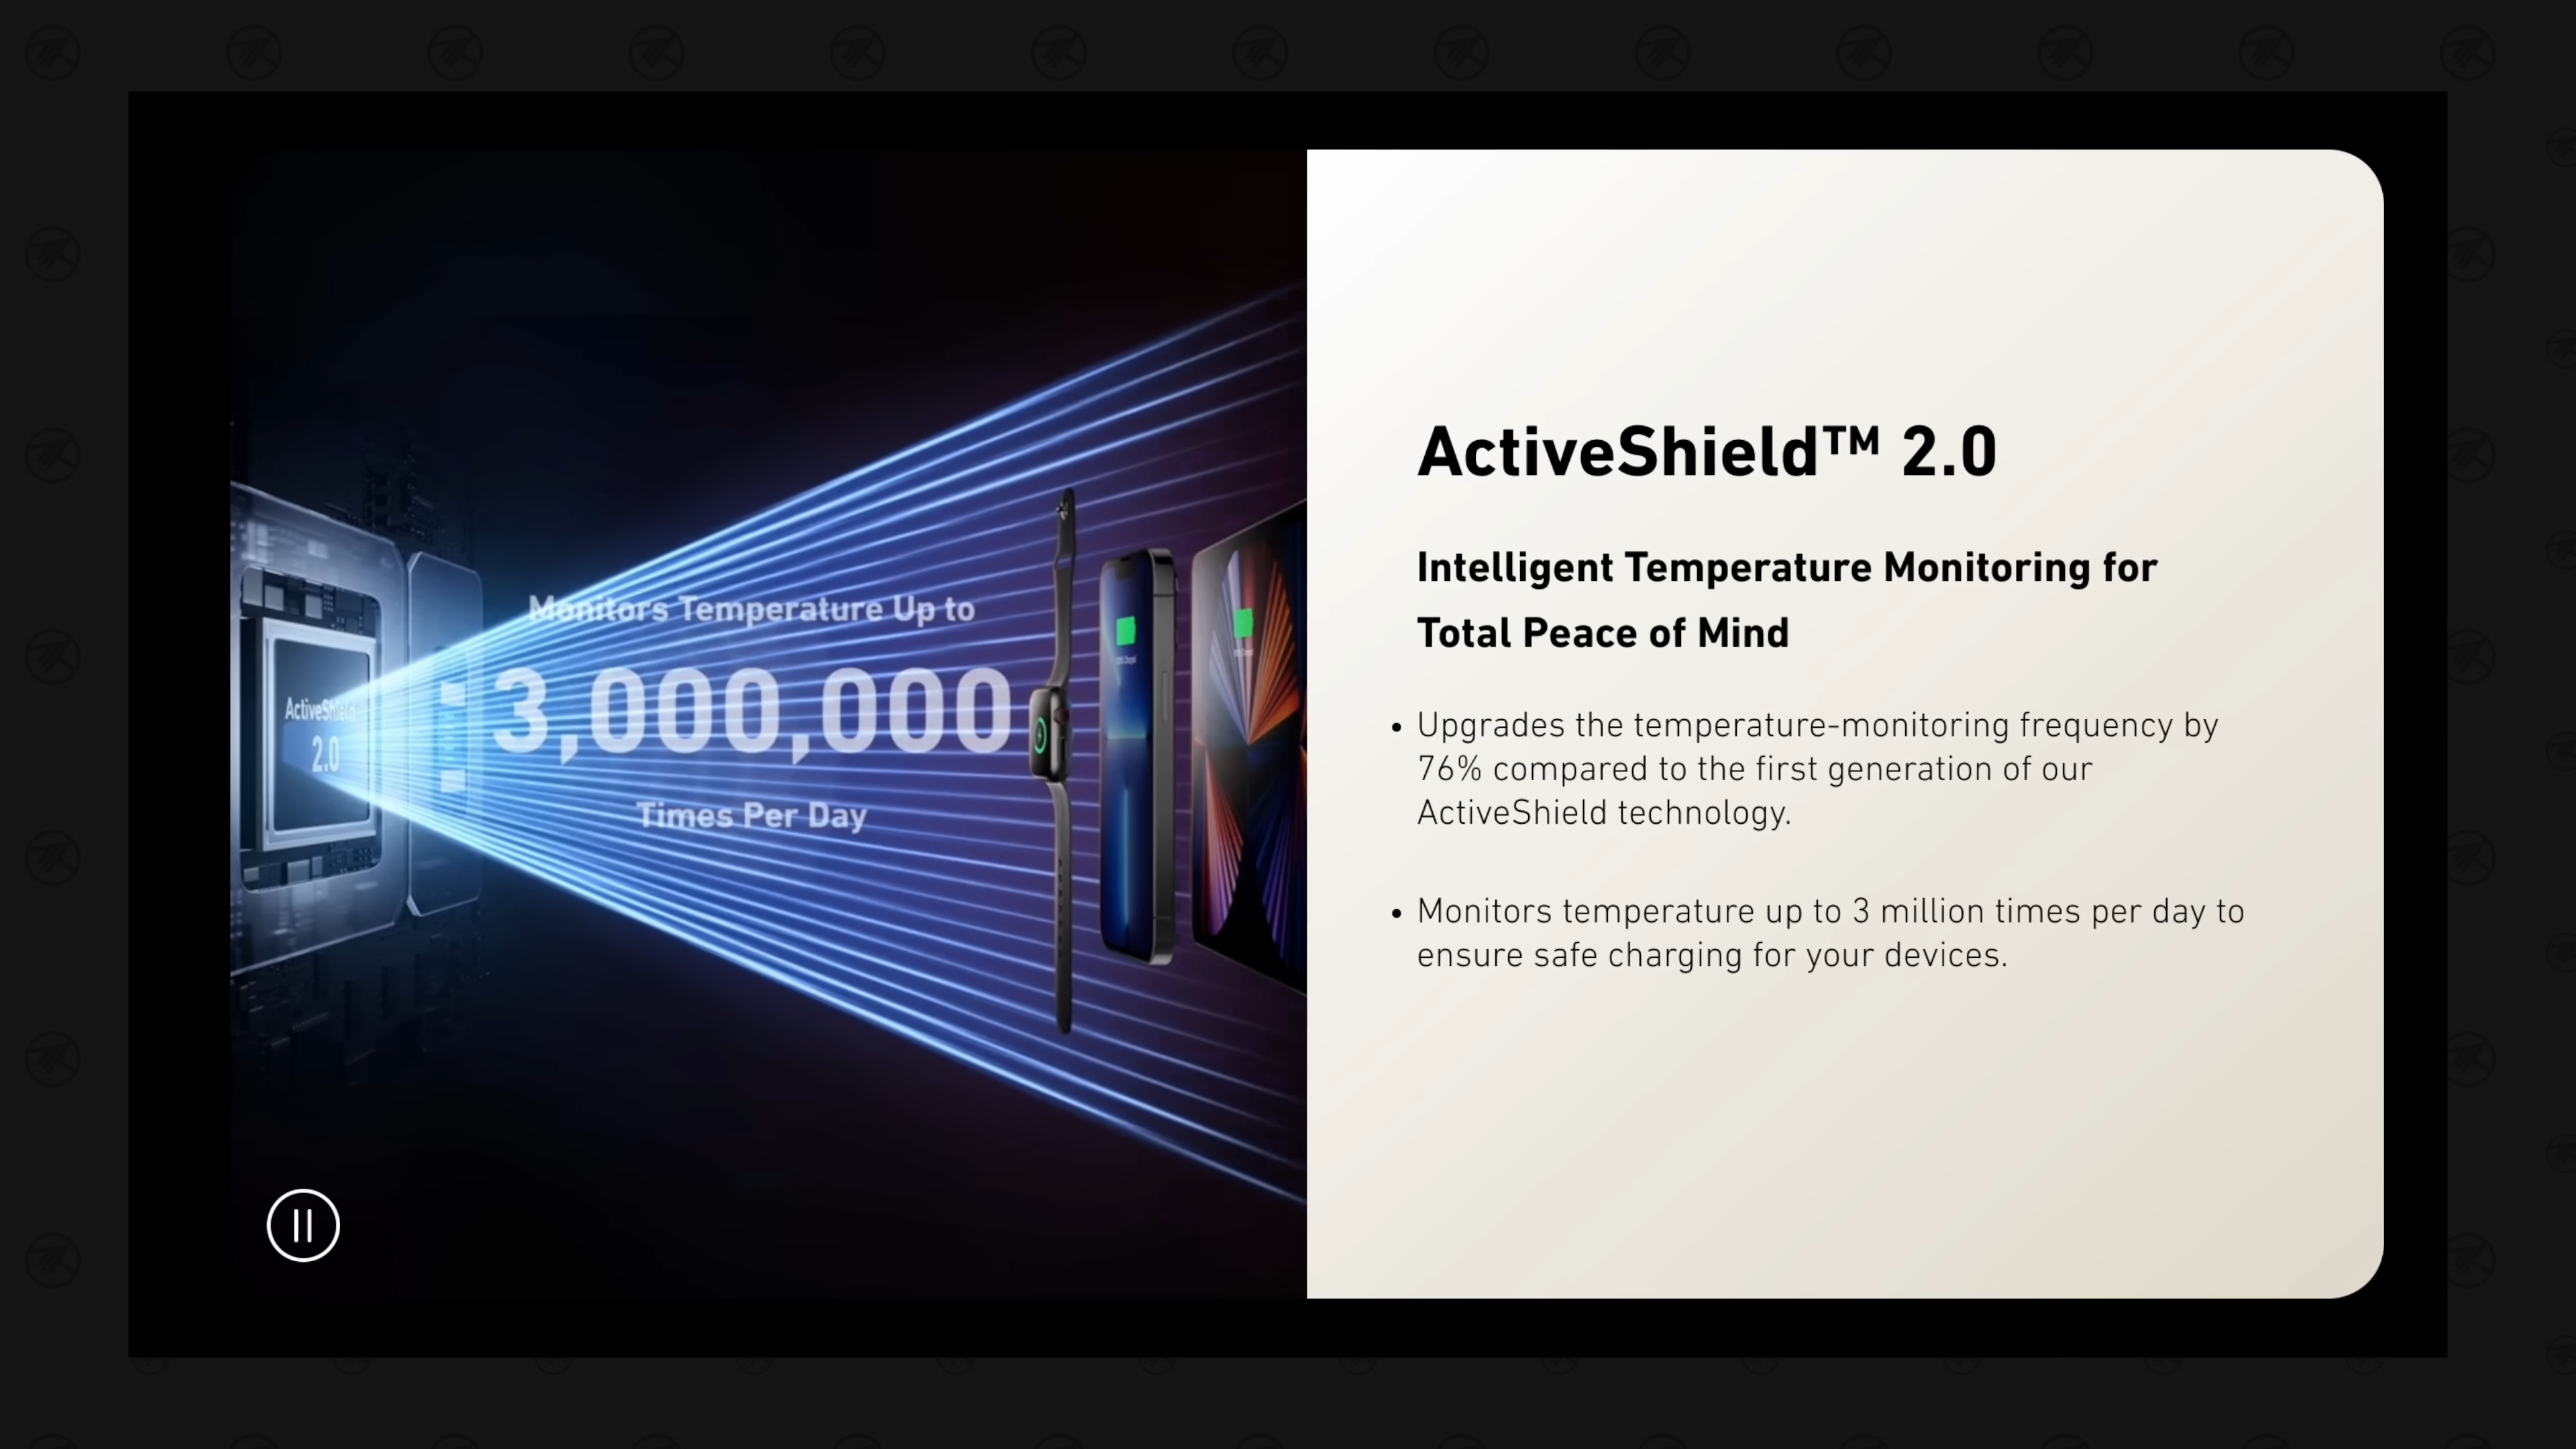 Monitors Temperature Up to
3,000,000
Times Per Day
ActiveShield
2.0
ActiveShield™ 2.0
Intelligent Temperature Monitoring for
Total Peace of Mind
• Upgrades the temperature-monitoring frequency by
76% compared to the first generation of our
ActiveShield technology.
• Monitors temperature up to 3 million times per day to
ensure safe charging for your devices.